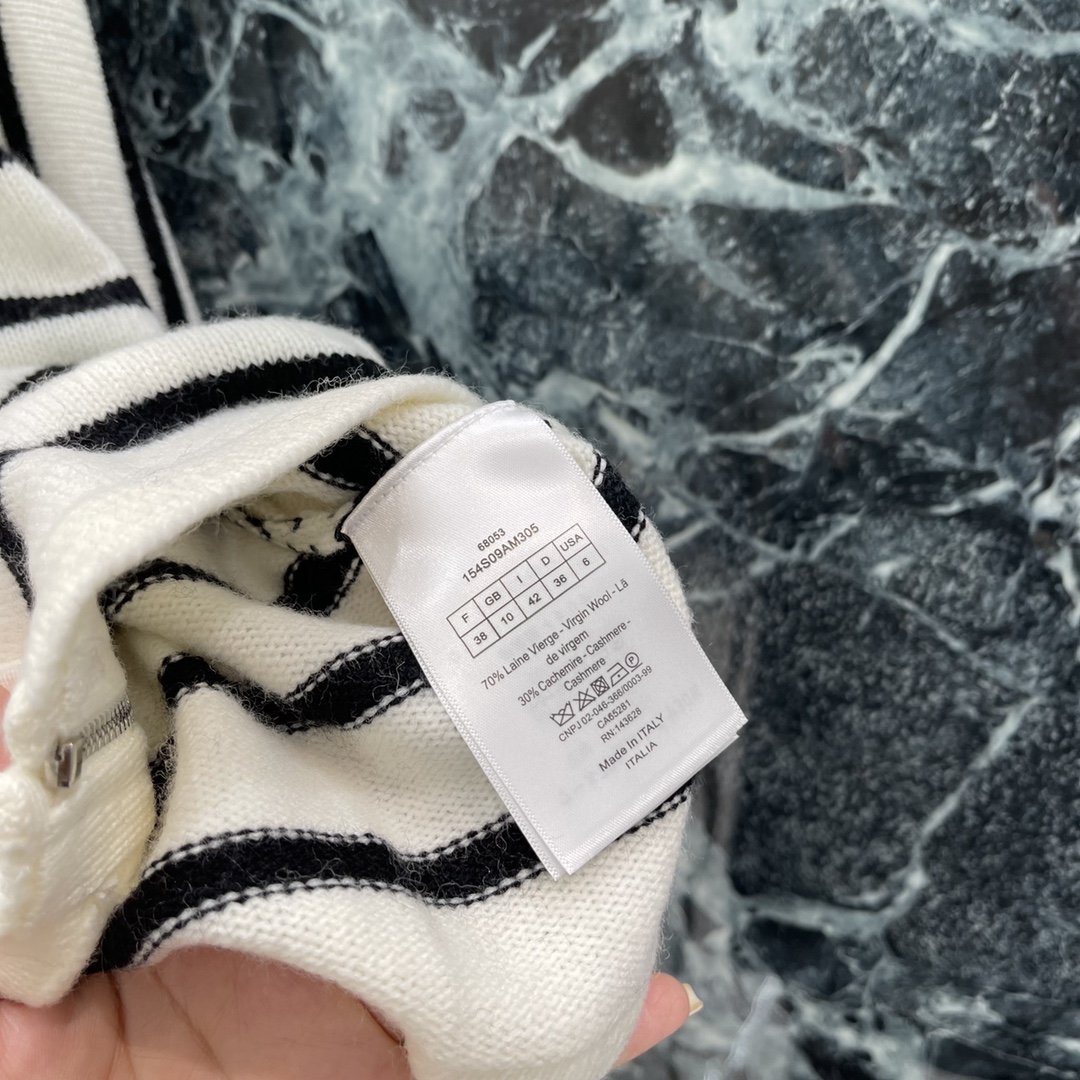 68053
154S09AM305
F GB I D USA
38 10 42 36 6
70% Laine Vierge - Virgin Wool - Lã
de virgem
30% Cachemire - Cashmere -
Cashmere
CNPJ 02-046-366/0003-99
CA65281
RN:143628
Made In ITALY
ITALIA